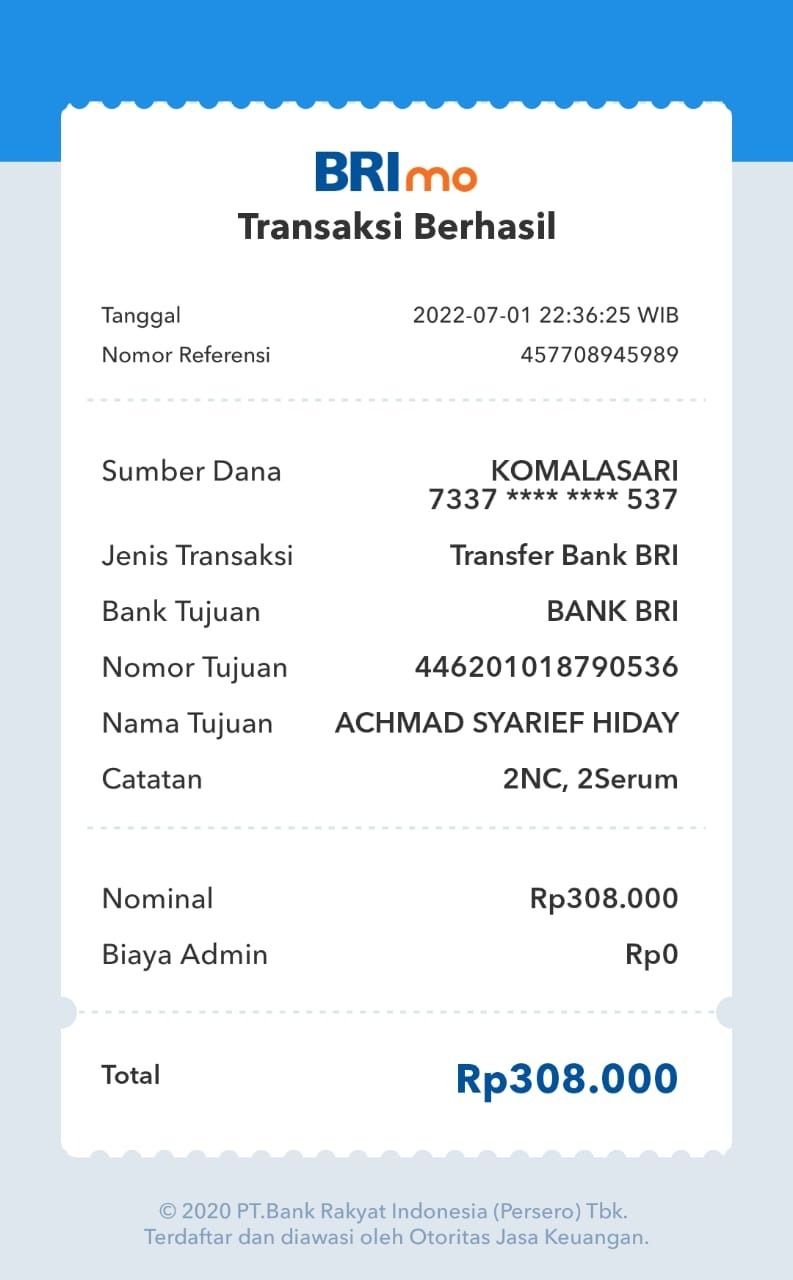 BRImo
Transaksi Berhasil
Tanggal 2022-07-01 22:36:25 WIB
Nomor Referensi 457708945989
Sumber Dana KOMALASARI
7337 **** **** 537
Jenis Transaksi Transfer Bank BRI
Bank Tujuan BANK BRI
Nomor Tujuan 446201018790536
Nama Tujuan ACHMAD SYARIEF HIDAY
Catatan 2NC, 2Serum
Nominal Rp308.000
Biaya Admin Rp0
Total Rp308.000
© 2020 PT.Bank Rakyat Indonesia (Persero) Tbk.
Terdaftar dan diawasi oleh Otoritas Jasa Keuangan.